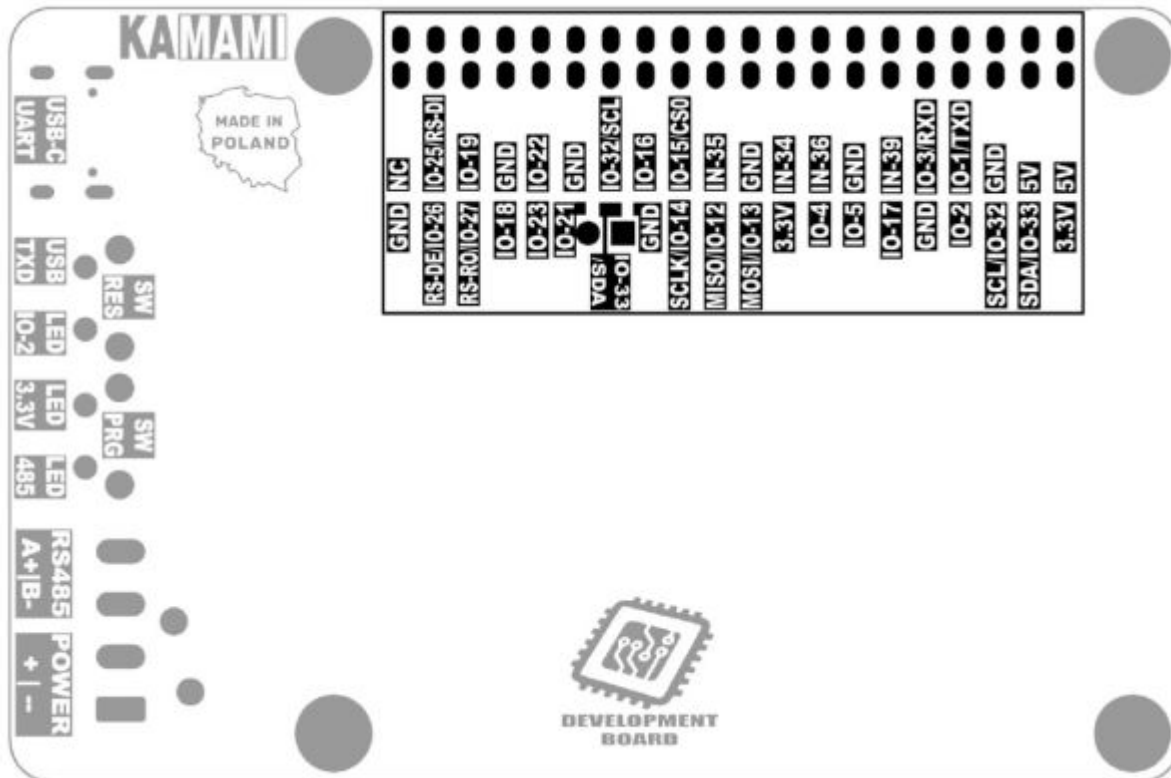 KAMAMI
MADE IN
POLAND
USB-C
UART
USB
TXD
SW
RES
LED
IO-2
LED
3,3V
SW
PRG
LED
485
RS485
A+|B-
POWER
+ | --
NC
IO-25/RS-DI
IO-19
GND
IO-22
GND
IO-32/SCL
IO-16
IO-15/CS0
IN-35
GND
IN-34
IN-36
GND
IN-39
IO-3/RXD
IO-1/TXD
GND
5V
5V
GND
RS-DE/IO-26
RS-RO/IO-27
IO-18
IO-23
IO-21
IO-33
/SDA
GND
SCLK/IO-14
MISO/IO-12
MOSI/IO-13
3.3V
IO-4
IO-5
IO-17
GND
IO-2
SCL/IO-32
SDA/IO-33
3.3V
DEVELOPMENT
BOARD